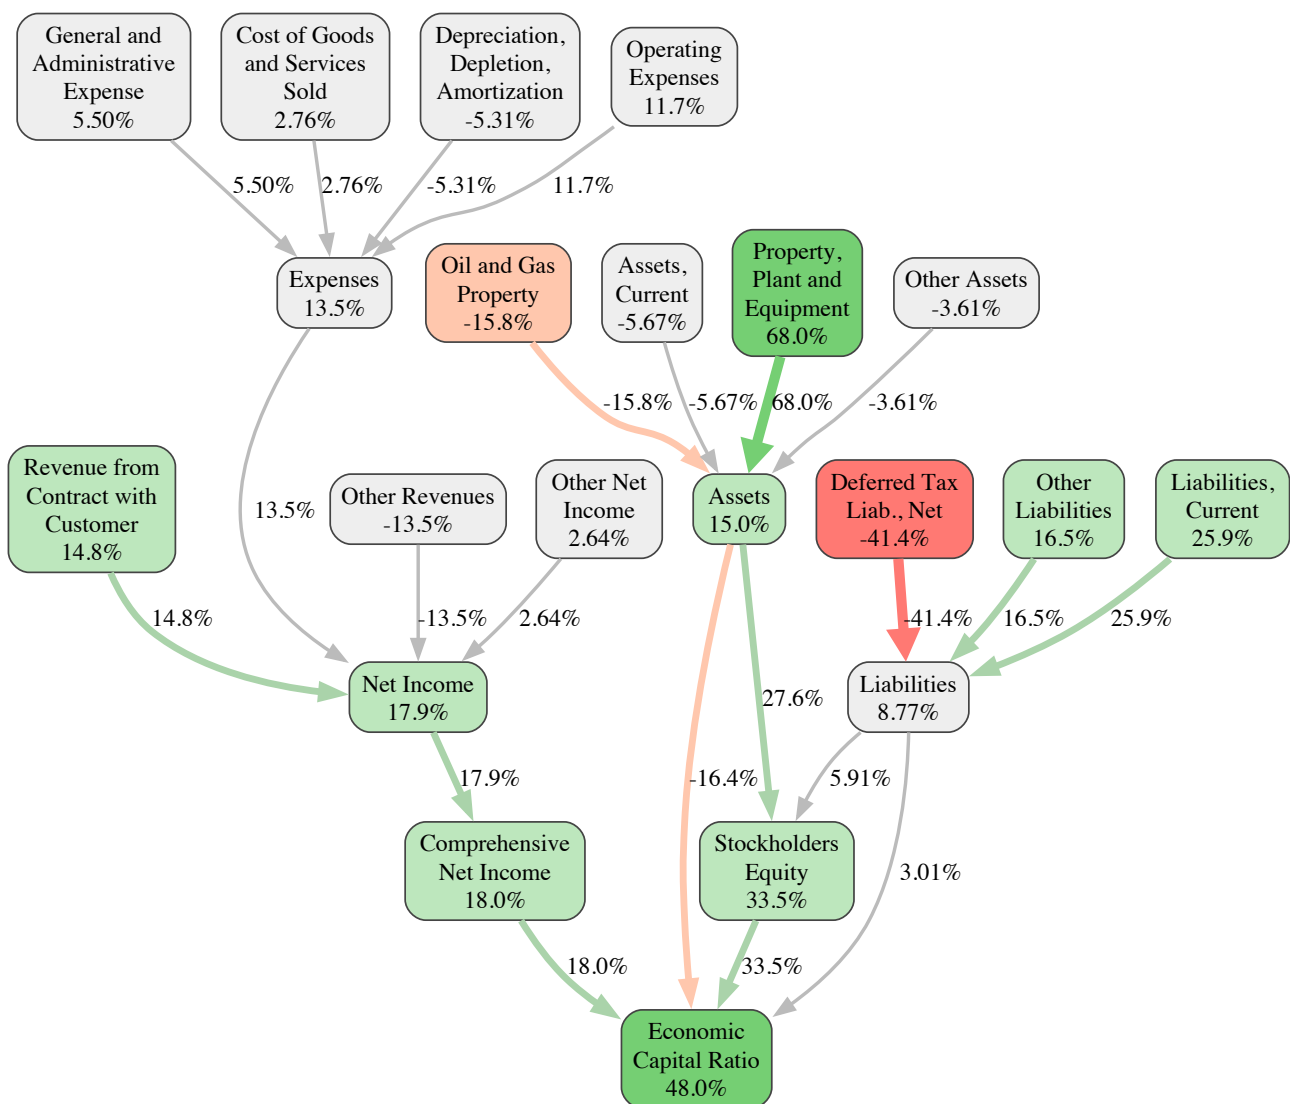 General and
Administrative
Expense
5.50%
Cost of Goods
and Services
Sold
2.76%
Depreciation,
Depletion,
Amortization
-5.31%
Operating
Expenses
11.7%
5.50%
2.76%
-5.31%
11.7%
Expenses
13.5%
Oil and Gas
Property
-15.8%
Assets,
Current
-5.67%
Property,
Plant and
Equipment
68.0%
Other Assets
-3.61%
-15.8%
-5.67%
68.0%
-3.61%
Revenue from
Contract with
Customer
14.8%
13.5%
Other Revenues
-13.5%
Other Net
Income
2.64%
Assets
15.0%
Deferred Tax
Liab., Net
-41.4%
Other
Liabilities
16.5%
Liabilities,
Current
25.9%
14.8%
-13.5%
2.64%
-41.4%
16.5%
25.9%
Net Income
17.9%
27.6%
Liabilities
8.77%
17.9%
-16.4%
5.91%
Comprehensive
Net Income
18.0%
Stockholders
Equity
33.5%
3.01%
18.0%
33.5%
Economic
Capital Ratio
48.0%